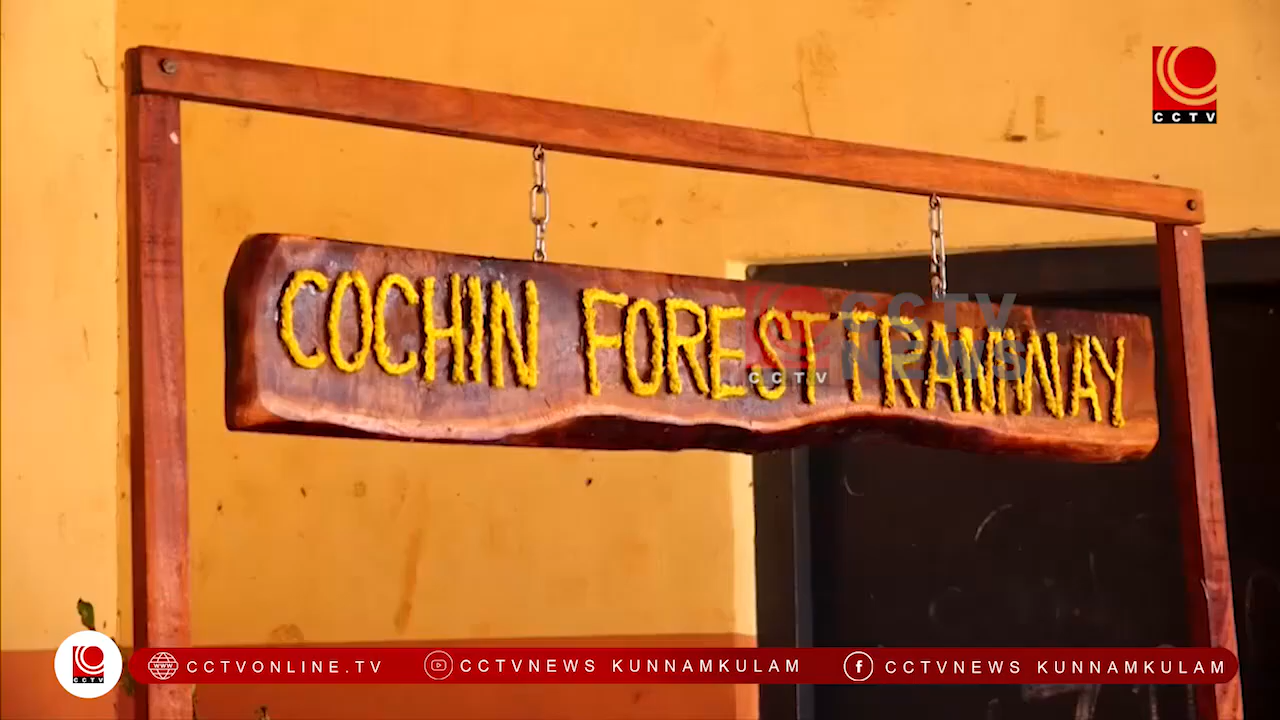 CCTV
COCHIN FOREST TRAMWAY
CCTV NEWS
CCTV
CCTV
CCTVONLINE.TV
CCTVNEWS KUNNAMKULAM
CCTVNEWS KUNNAMKULAM